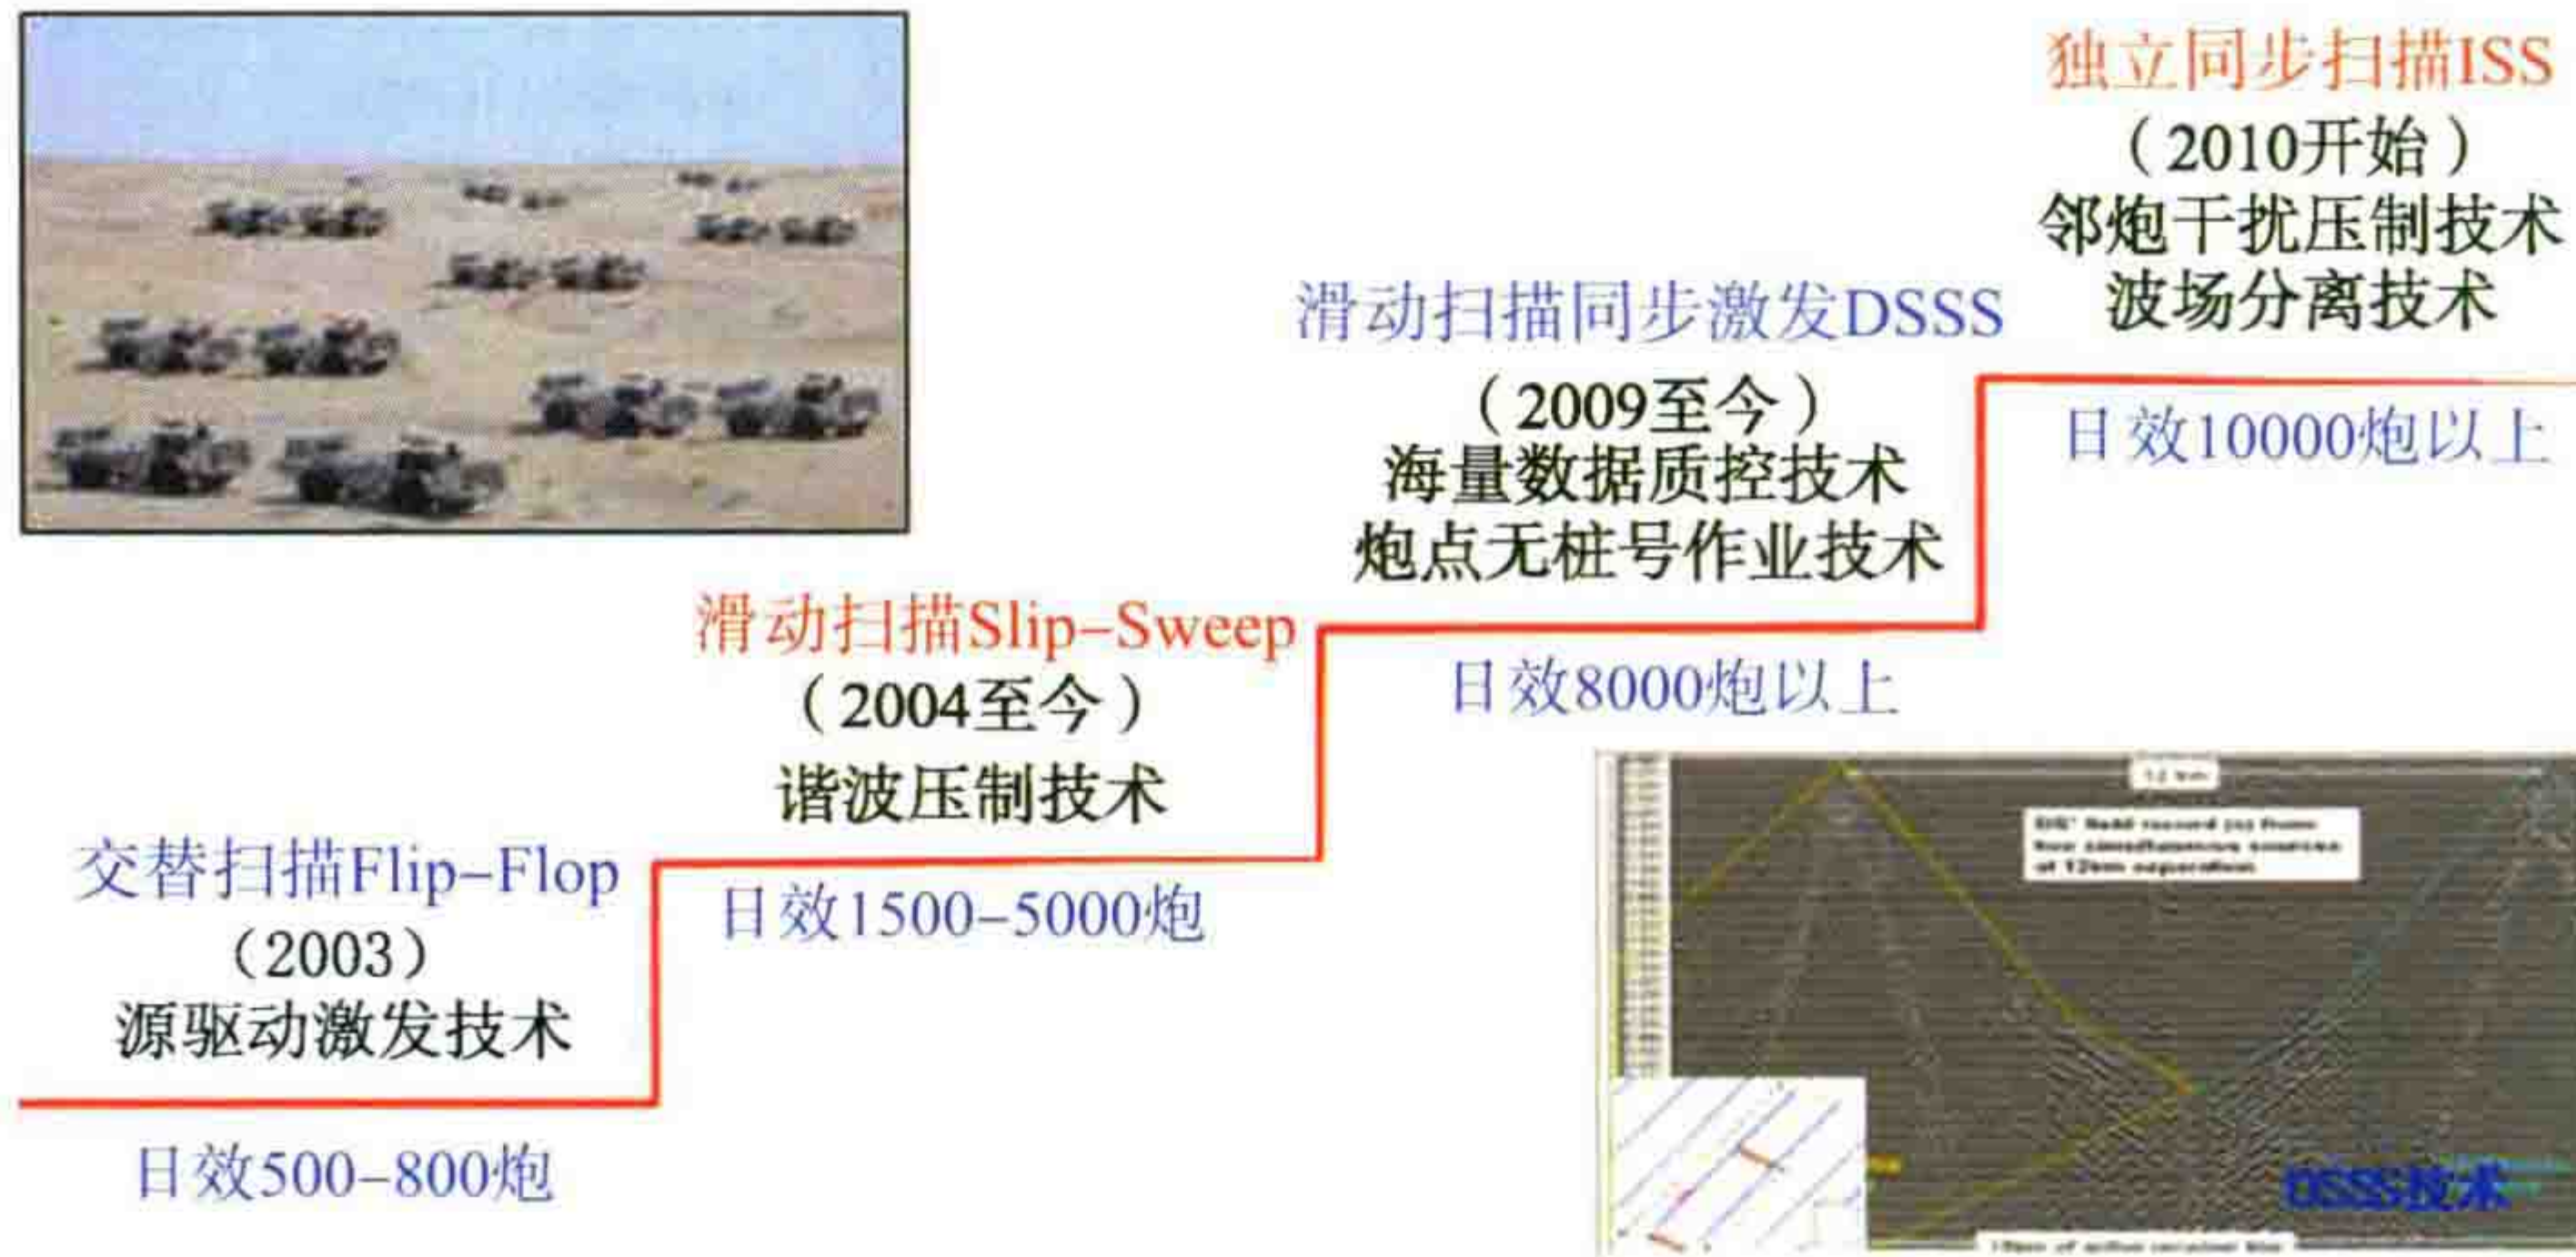 独立同步扫描ISS
（2010开始）
邻炮干扰压制技术
波场分离技术
日效10000炮以上
滑动扫描同步激发DSSS
（2009至今）
海量数据质控技术
炮点无桩号作业技术
日效8000炮以上
滑动扫描Slip–Sweep
（2004至今）
谐波压制技术
日效1500–5000炮
交替扫描Flip–Flop
（2003）
源驱动激发技术
日效500–800炮
12 km
at 12km separation
DSSS技术